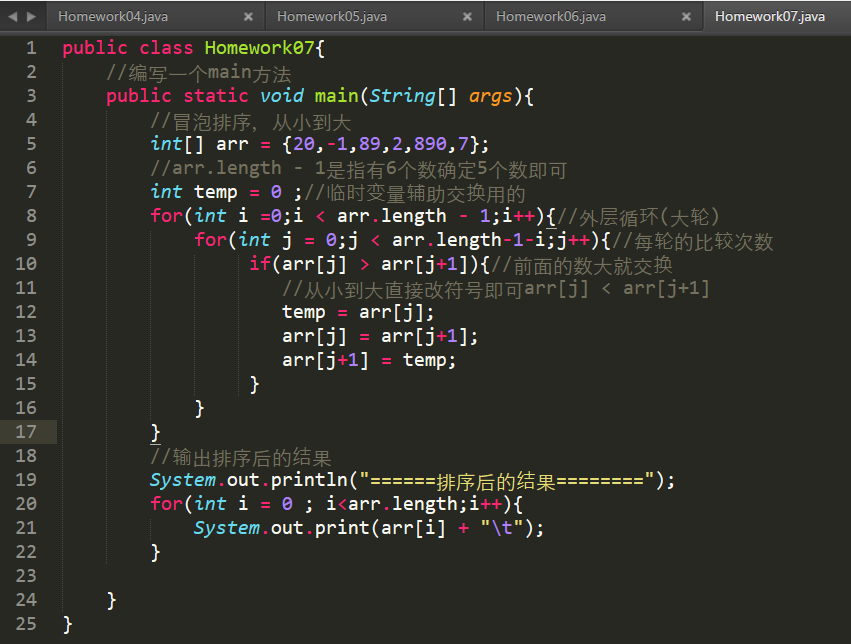 Homework04.java × Homework05.java × Homework06.java × Homework07.java
1 public class Homework07{
2 //编写一个main方法
3 public static void main(String[] args){
4 //冒泡排序，从小到大
5 int[] arr = {20,-1,89,2,890,7};
6 //arr.length - 1是指有6个数确定5个数即可
7 int temp = 0 ;//临时变量辅助交换用的
8 for(int i =0;i < arr.length - 1;i++){//外层循环(大轮)
9 for(int j = 0;j < arr.length-1-i;j++){//每轮的比较次数
10 if(arr[j] > arr[j+1]){//前面的数大就交换
11 //从小到大直接改符号即可arr[j] < arr[j+1]
12 temp = arr[j];
13 arr[j] = arr[j+1];
14 arr[j+1] = temp;
15 }
16 }
17 }
18 //输出排序后的结果
19 System.out.println("======排序后的结果========");
20 for(int i = 0 ; i<arr.length;i++){
21 System.out.print(arr[i] + "\t");
22 }
23
24 }
25 }